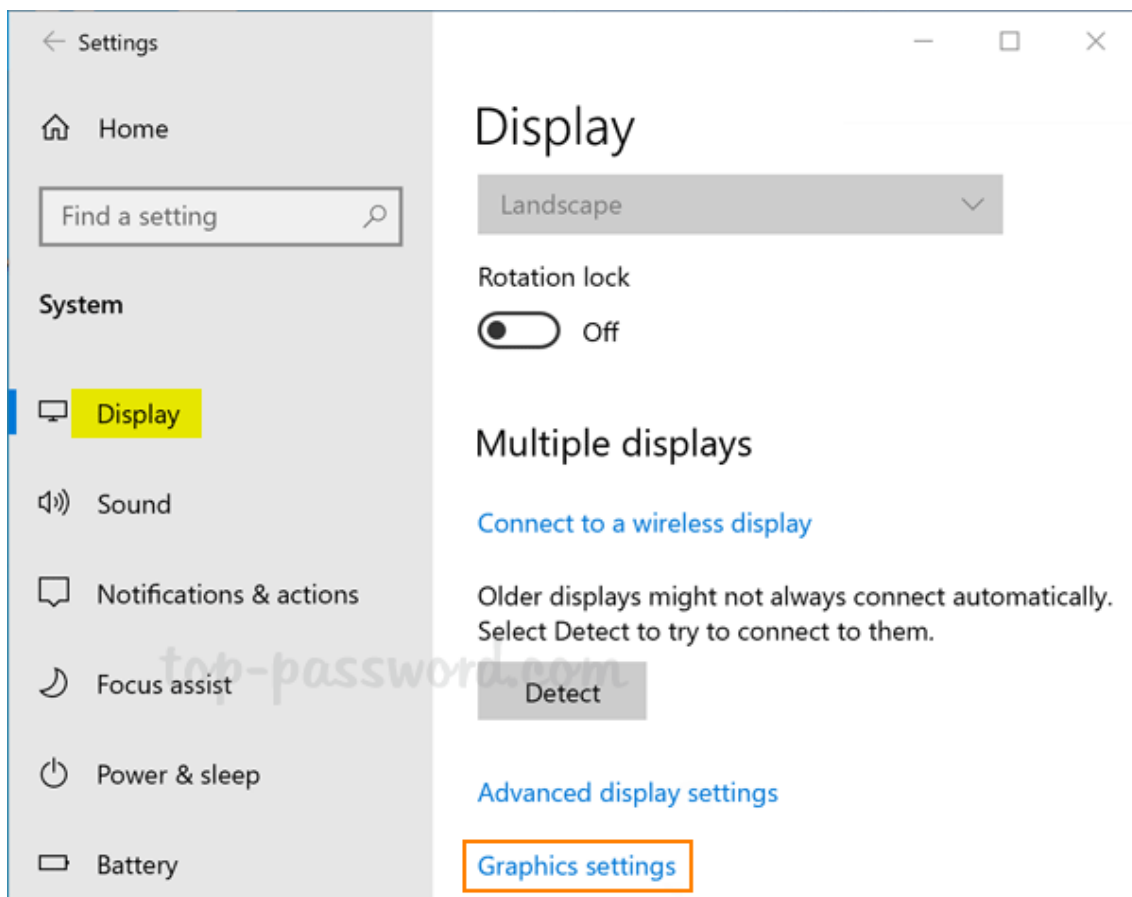 Settings
Home
Find a setting
System
Display
Sound
Notifications & actions
Focus assist
Power & sleep
Battery
Display
Landscape
Rotation lock
Off
Multiple displays
Connect to a wireless display
Older displays might not always connect automatically.
Select Detect to try to connect to them.
Detect
Advanced display settings
Graphics settings
top-password.com